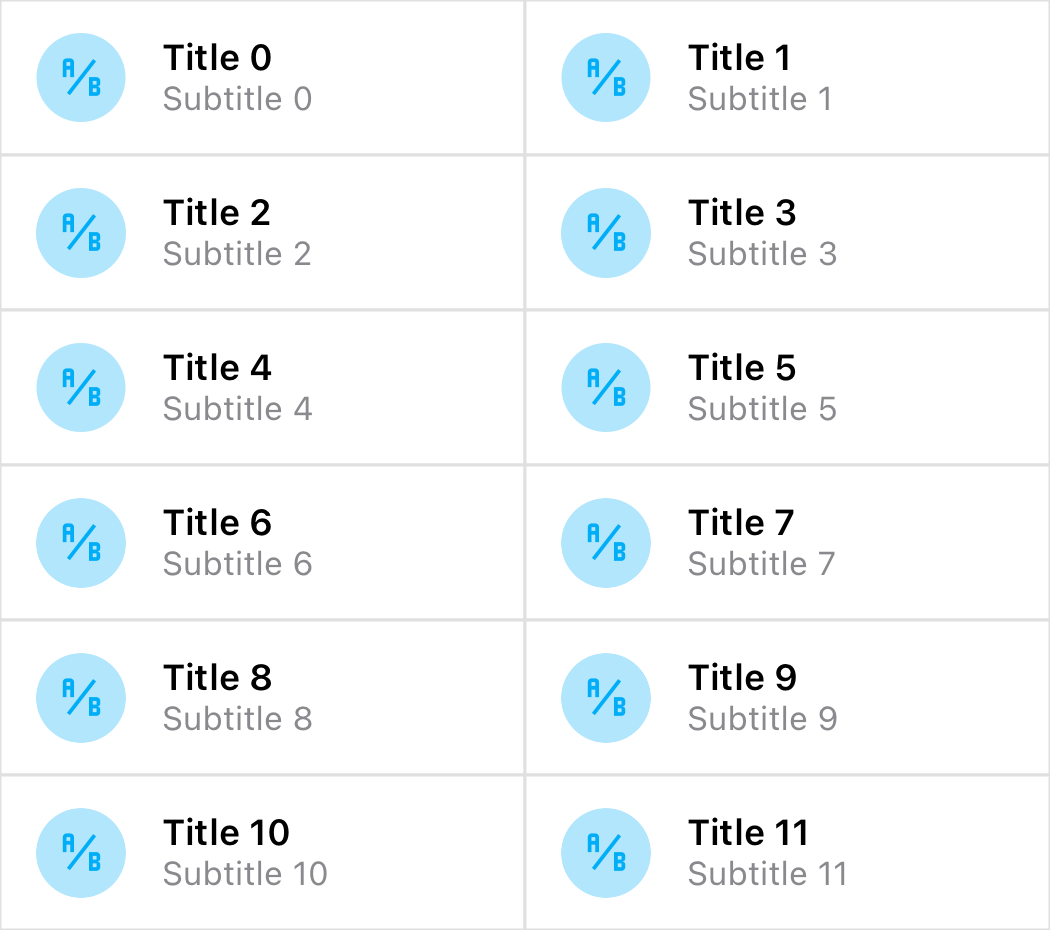 A/B
Title 0
Subtitle 0
A/B
Title 1
Subtitle 1
A/B
Title 2
Subtitle 2
A/B
Title 3
Subtitle 3
A/B
Title 4
Subtitle 4
A/B
Title 5
Subtitle 5
A/B
Title 6
Subtitle 6
A/B
Title 7
Subtitle 7
A/B
Title 8
Subtitle 8
A/B
Title 9
Subtitle 9
A/B
Title 10
Subtitle 10
A/B
Title 11
Subtitle 11